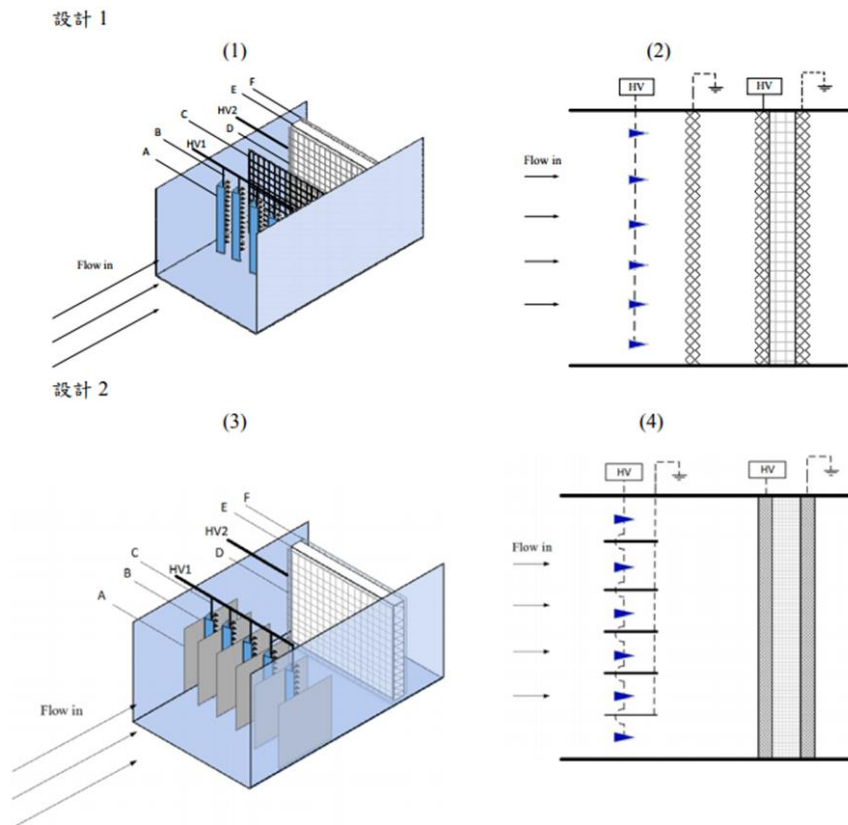 設計 1
(1)
(2)
F
E
HV2
C
D
B
HV1
A
Flow in
HV
HV
Flow in
設計 2
(3)
(4)
F
E
HV2
D
C
HV1
B
A
Flow in
HV
HV
Flow in